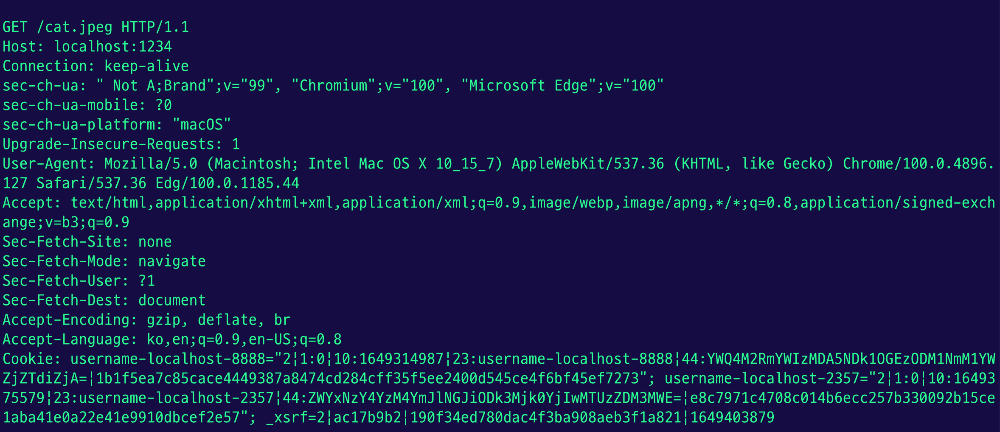 GET /cat.jpeg HTTP/1.1
Host: localhost:1234
Connection: keep-alive
sec-ch-ua: " Not A;Brand";v="99", "Chromium";v="100", "Microsoft Edge";v="100"
sec-ch-ua-mobile: ?0
sec-ch-ua-platform: "macOS"
Upgrade-Insecure-Requests: 1
User-Agent: Mozilla/5.0 (Macintosh; Intel Mac OS X 10_15_7) AppleWebKit/537.36 (KHTML, like Gecko) Chrome/100.0.4896.
127 Safari/537.36 Edg/100.0.1185.44
Accept: text/html,application/xhtml+xml,application/xml;q=0.9,image/webp,image/apng,*/*;q=0.8,application/signed-exch
ange;v=b3;q=0.9
Sec-Fetch-Site: none
Sec-Fetch-Mode: navigate
Sec-Fetch-User: ?1
Sec-Fetch-Dest: document
Accept-Encoding: gzip, deflate, br
Accept-Language: ko,en;q=0.9,en-US;q=0.8
Cookie: username-localhost-8888="2|1:0|10:1649314987|23:username-localhost-8888|44:YWQ4M2RmYWIzMDA5NDk1OGEzODM1NmM1YW
ZjZTdiZjA=|1b1f5ea7c85cace4449387a8474cd284cff35f5ee2400d545ce4f6bf45ef7273"; username-localhost-2357="2|1:0|10:16493
75579|23:username-localhost-2357|44:ZWYxNzY4YzM4YmJlNGJiODk3Mjk0YjIwMTUzZDM3MWE=|e8c7971c4708c014b6ecc257b330092b15ce
1aba41e0a22e41e9910dbcef2e57"; _xsrf=2|ac17b9b2|190f34ed780dac4f3ba908aeb3f1a821|1649403879